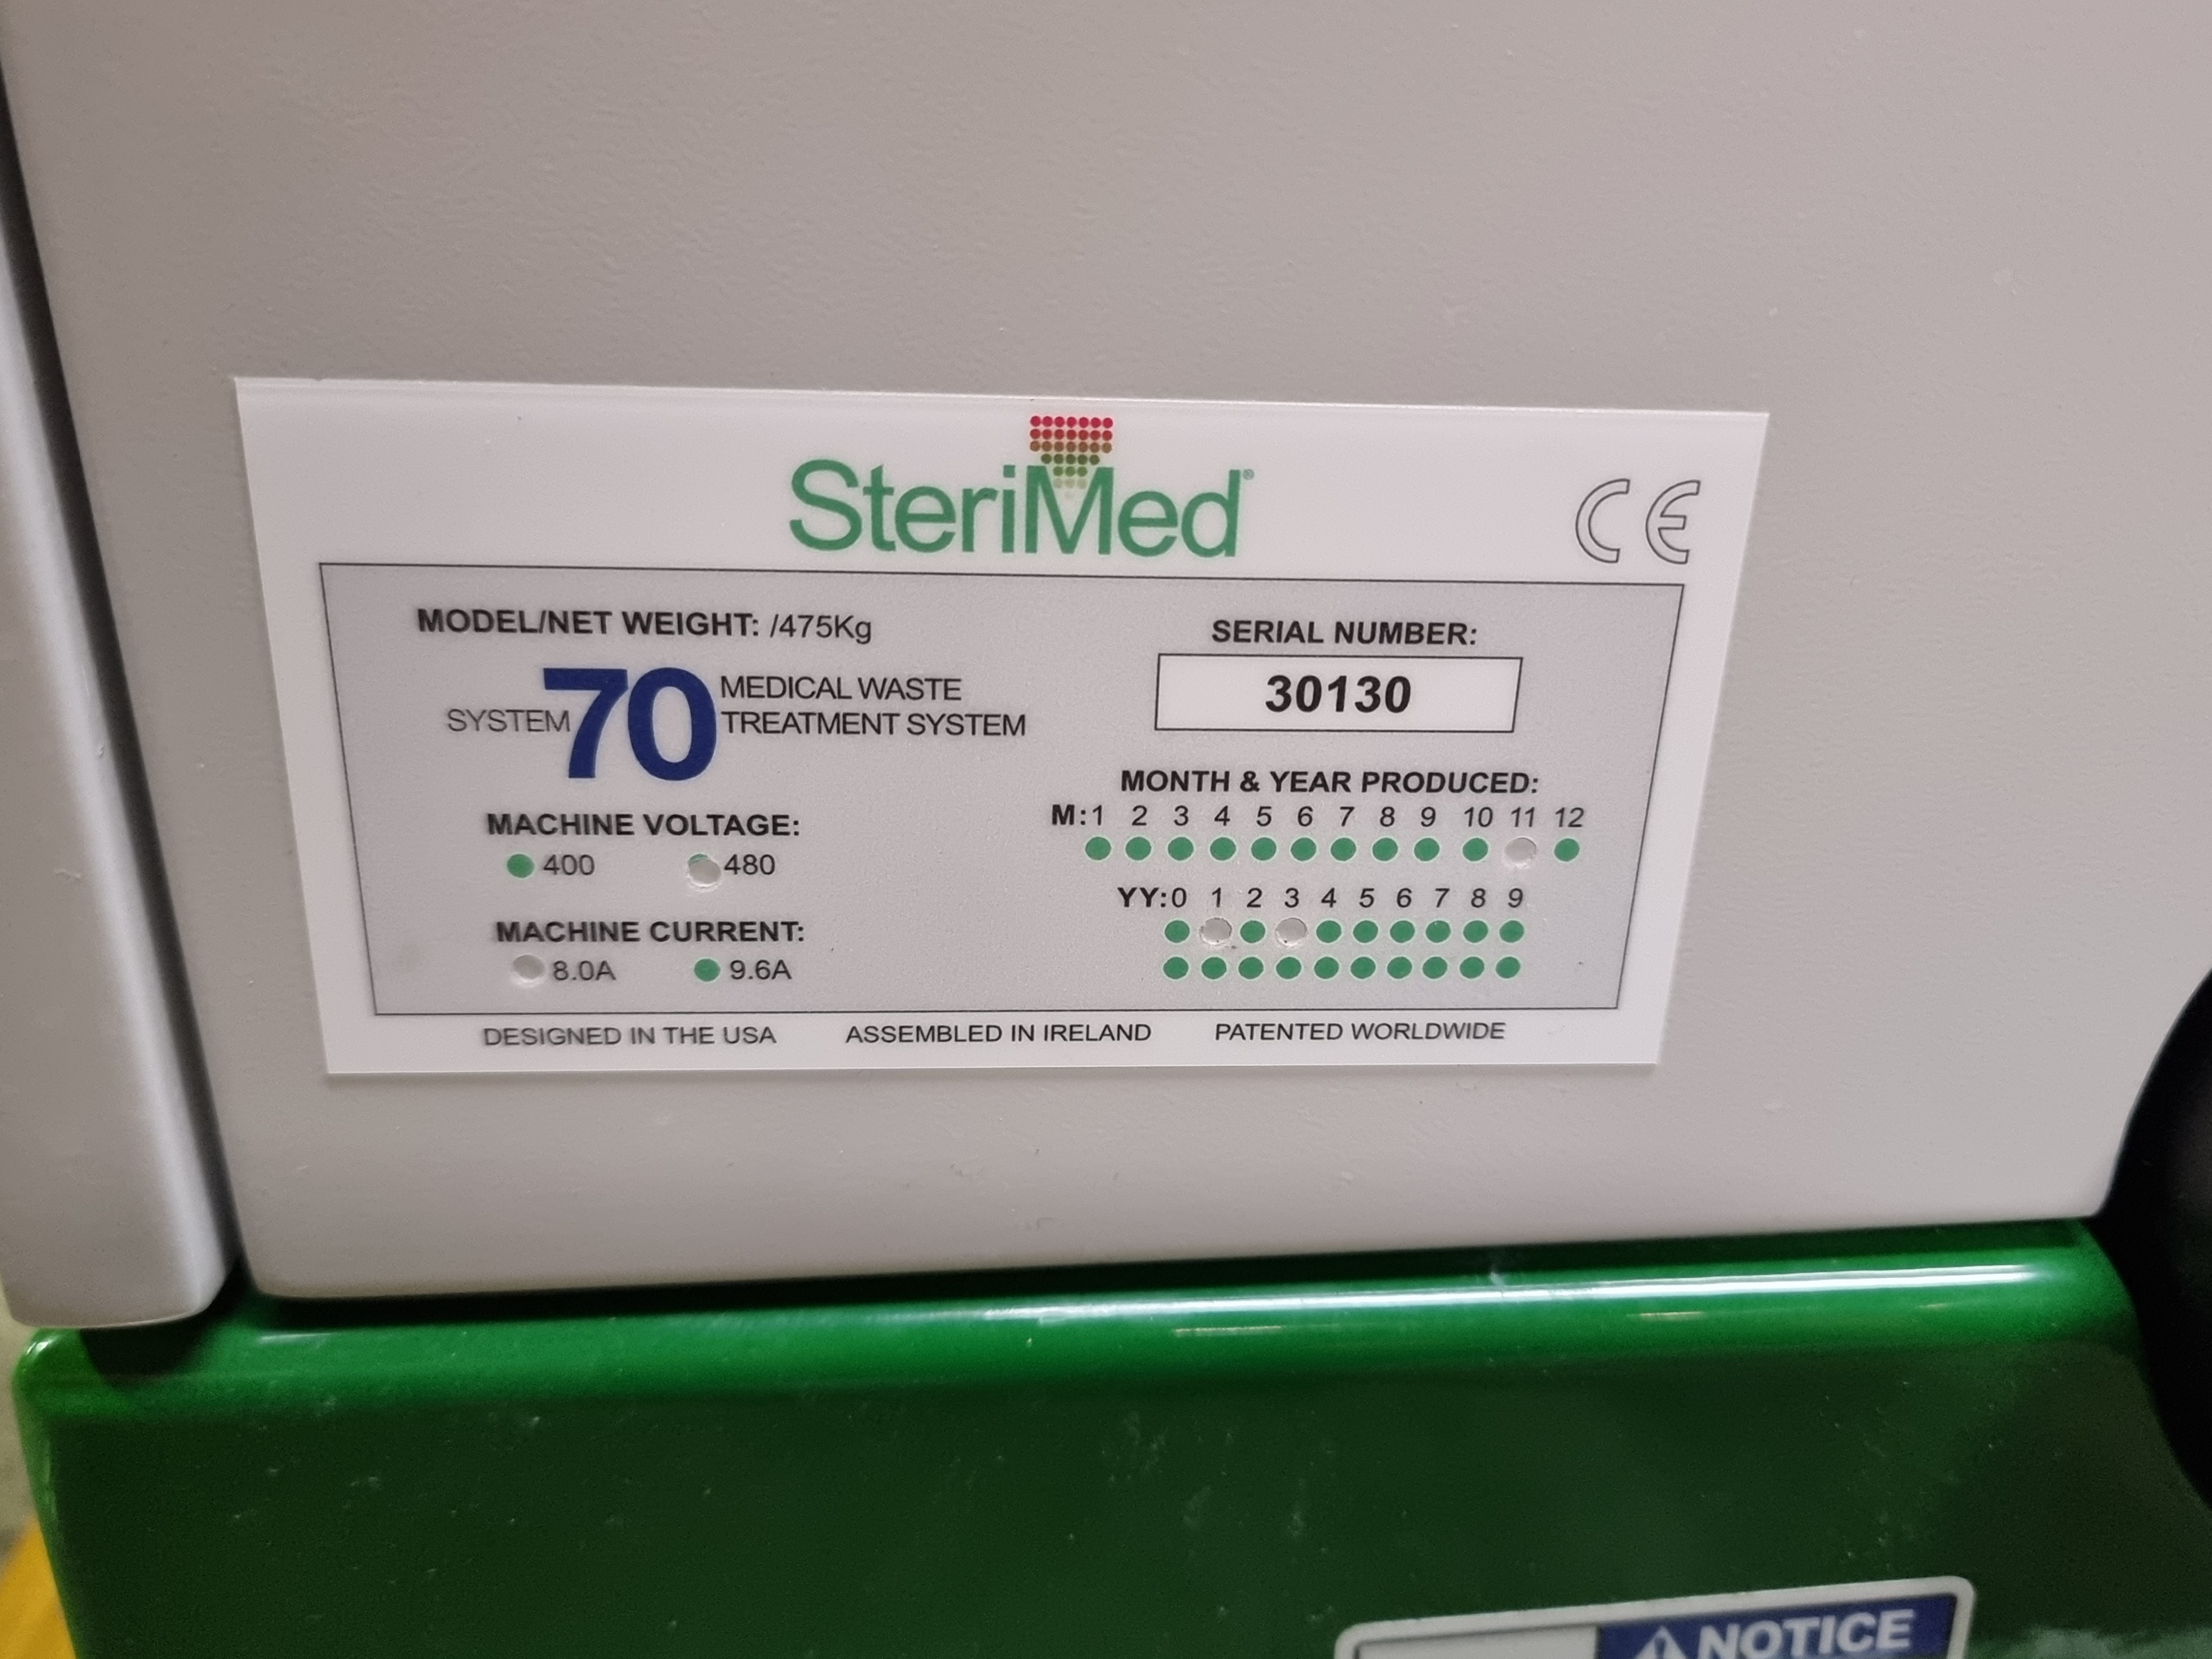 SteriMed®
CE
MODEL/NET WEIGHT: /475Kg
SYSTEM 70 MEDICAL WASTE
TREATMENT SYSTEM
MACHINE VOLTAGE:
400 480
MACHINE CURRENT:
8.0A 9.6A
SERIAL NUMBER:
30130
MONTH & YEAR PRODUCED:
M:1 2 3 4 5 6 7 8 9 10 11 12
YY:0 1 2 3 4 5 6 7 8 9
DESIGNED IN THE USA ASSEMBLED IN IRELAND PATENTED WORLDWIDE
NOTICE